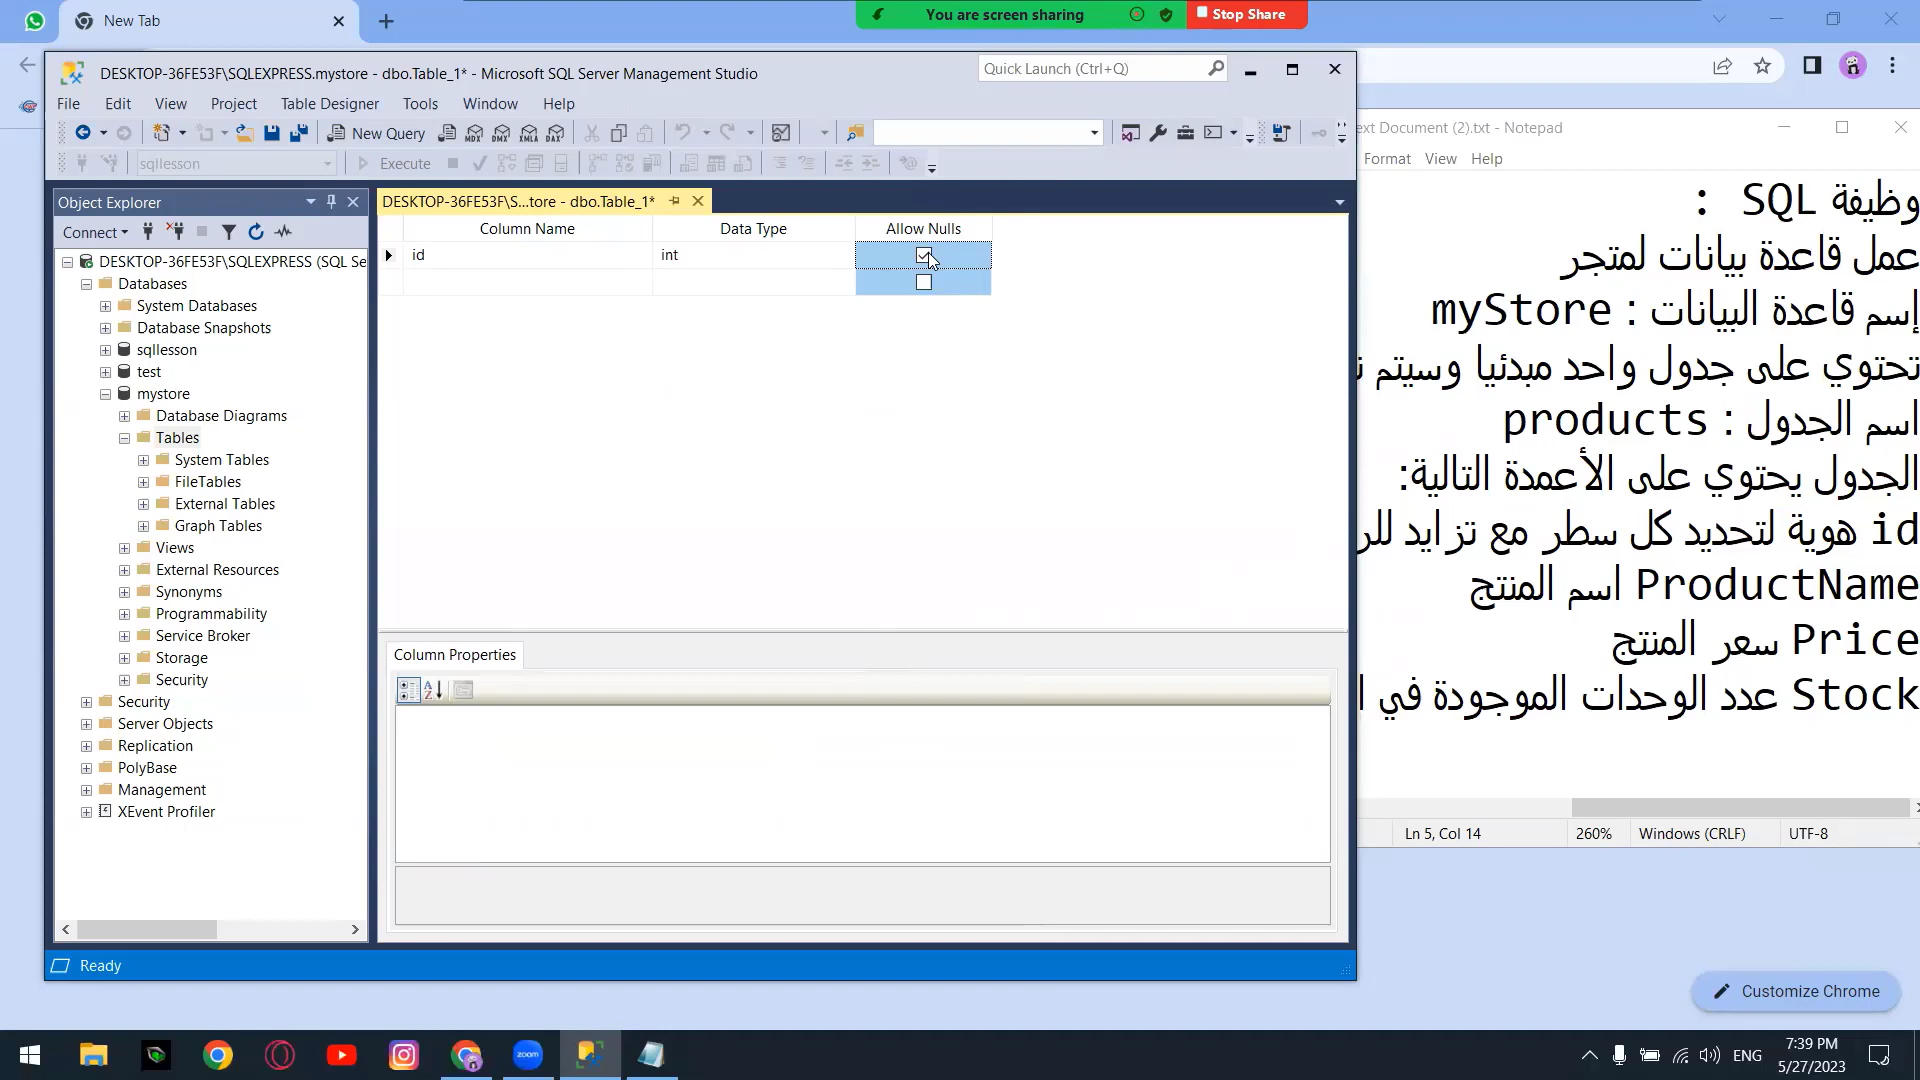 New Tab
You are screen sharing
Stop Share
DESKTOP-36FE53F\SQLEXPRESS.mystore - dbo.Table_1* - Microsoft SQL Server Management Studio
Quick Launch (Ctrl+Q)
File Edit View Project Table Designer Tools Window Help
New Query
sqllesson
Execute
Object Explorer
Connect
DESKTOP-36FE53F\SQLEXPRESS (SQL Se
Databases
System Databases
Database Snapshots
sqllesson
test
mystore
Database Diagrams
Tables
System Tables
FileTables
External Tables
Graph Tables
Views
External Resources
Synonyms
Programmability
Service Broker
Storage
Security
Security
Server Objects
Replication
PolyBase
Management
XEvent Profiler
DESKTOP-36FE53F\S...tore - dbo.Table_1*
Column Name Data Type Allow Nulls
id int
Column Properties
Ready
ext Document (2).txt - Notepad
Format View Help
وظيفة SQL :
عمل قاعدة بيانات لمتجر
إسم قاعدة البيانات : myStore
تحتوي على جدول واحد مبدئيا وسيتم
اسم الجدول : products
الجدول يحتوي على الأعمدة التالية:
id هوية لتحديد كل سطر مع تزايد
ProductName اسم المنتج
Price سعر المنتج
Stock عدد الوحدات الموجودة في
Ln 5, Col 14 260% Windows (CRLF) UTF-8
Customize Chrome
zoom
ENG
7:39 PM
5/27/2023